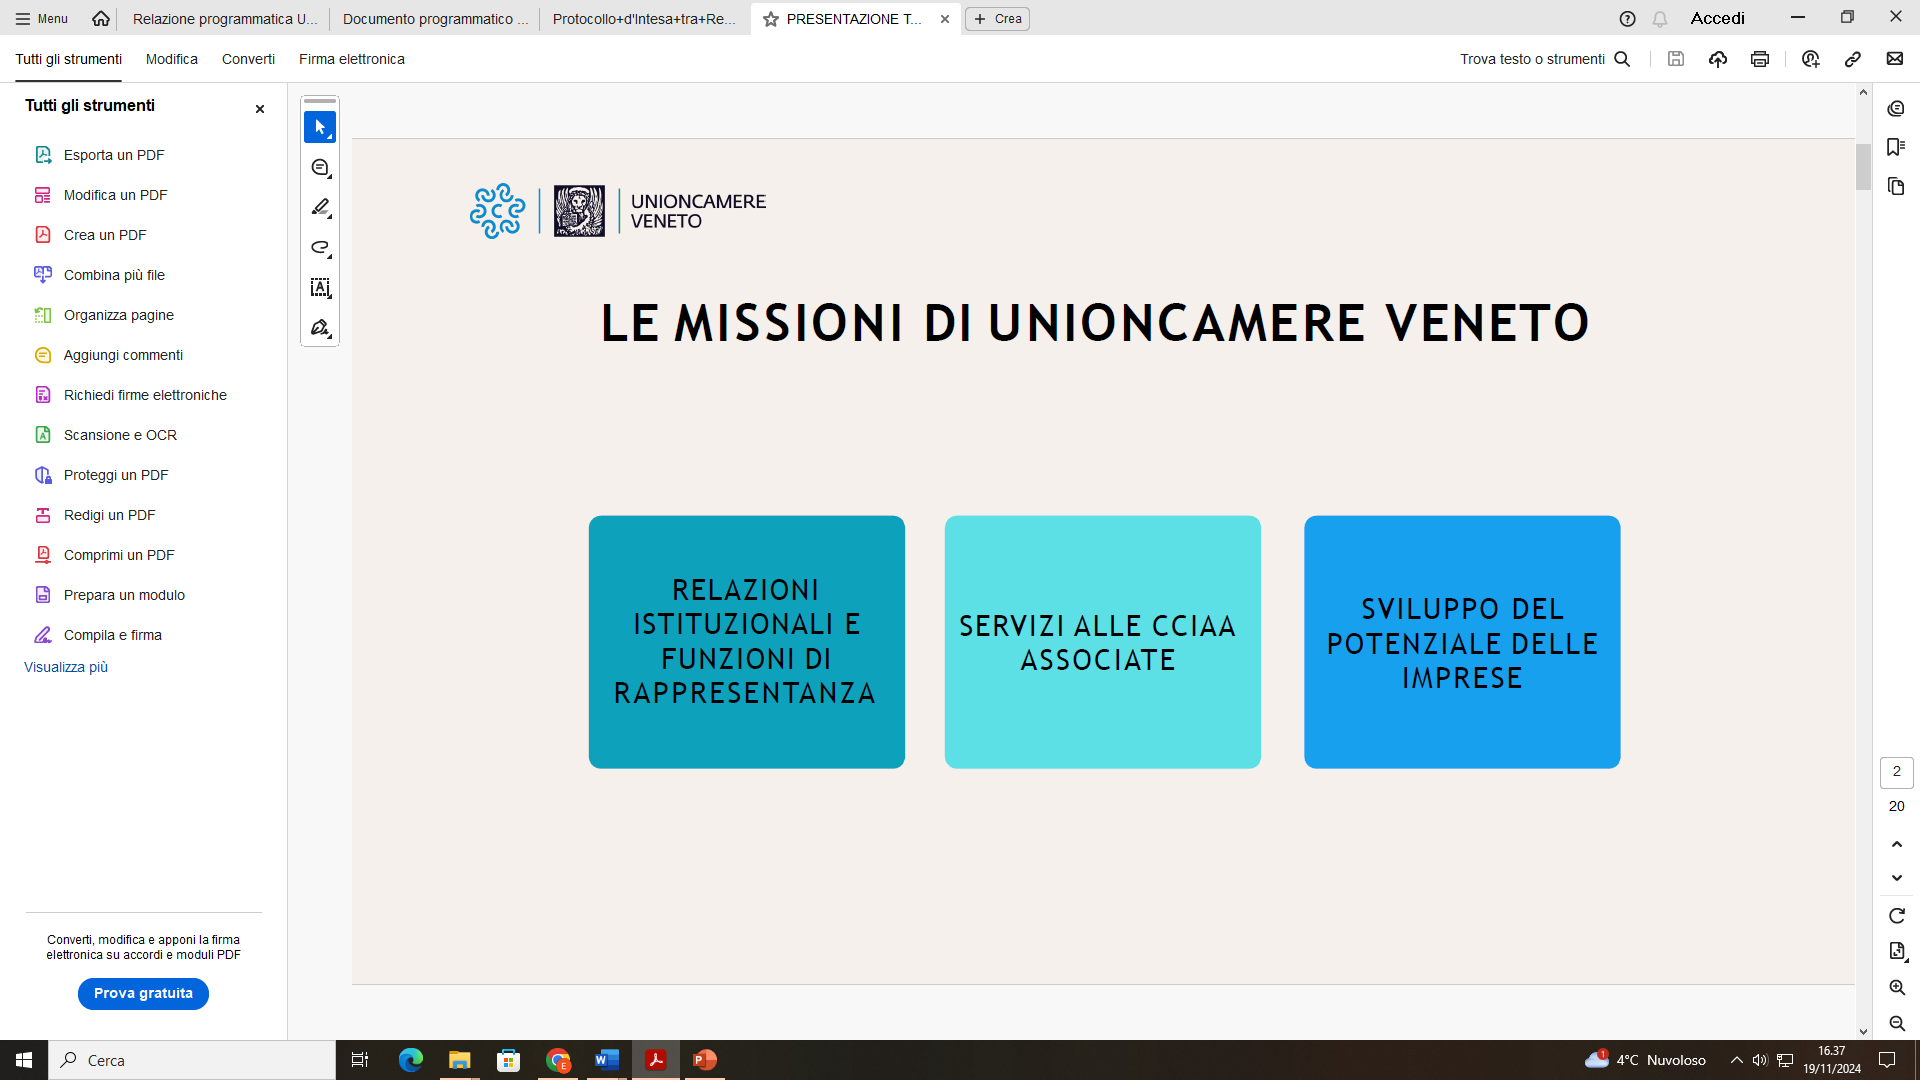 Menu
Relazione programmatica U...
Documento programmatico ...
Protocollo+d'Intesa+tra+Re...
PRESENTAZIONE T...
Crea
Accedi
Tutti gli strumenti
Modifica
Converti
Firma elettronica
Trova testo o strumenti
Tutti gli strumenti
Esporta un PDF
Modifica un PDF
Crea un PDF
Combina più file
Organizza pagine
Aggiungi commenti
Richiedi firme elettroniche
Scansione e OCR
Proteggi un PDF
Redigi un PDF
Comprimi un PDF
Prepara un modulo
Compila e firma
Visualizza più
Converti, modifica e apponi la firma
elettronica su accordi e moduli PDF
Prova gratuita
UNIONCAMERE
VENETO
LE MISSIONI DI UNIONCAMERE VENETO
RELAZIONI
ISTITUZIONALI E
FUNZIONI DI
RAPPRESENTANZA
SERVIZI ALLE CCIAA
ASSOCIATE
SVILUPPO DEL
POTENZIALE DELLE
IMPRESE
2
20
Cerca
1
4°C Nuvoloso
16.37
19/11/2024